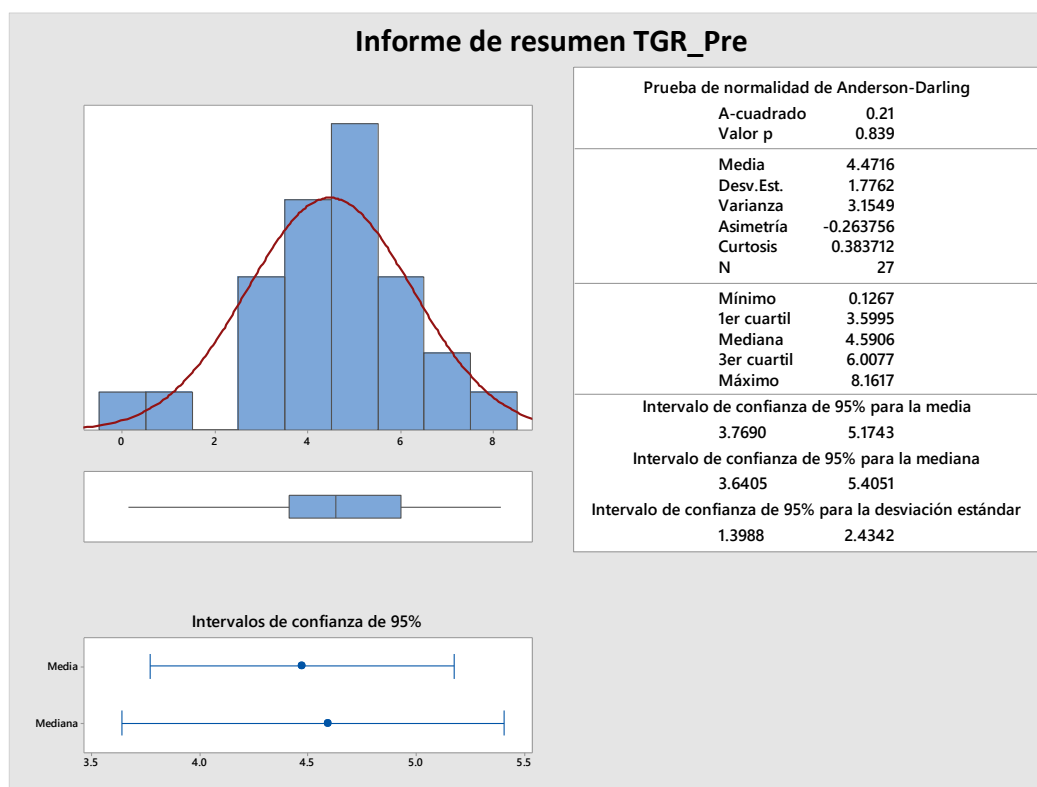 Informe de resumen TGR_Pre
0 2 4 6 8
Prueba de normalidad de Anderson-Darling
A-cuadrado 0.21
Valor p 0.839
Media 4.4716
Desv.Est. 1.7762
Varianza 3.1549
Asimetría -0.263756
Curtosis 0.383712
N 27
Mínimo 0.1267
1er cuartil 3.5995
Mediana 4.5906
3er cuartil 6.0077
Máximo 8.1617
Intervalo de confianza de 95% para la media
3.7690 5.1743
Intervalo de confianza de 95% para la mediana
3.6405 5.4051
Intervalo de confianza de 95% para la desviación estándar
1.3988 2.4342
Intervalos de confianza de 95%
Media
Mediana
3.5 4.0 4.5 5.0 5.5